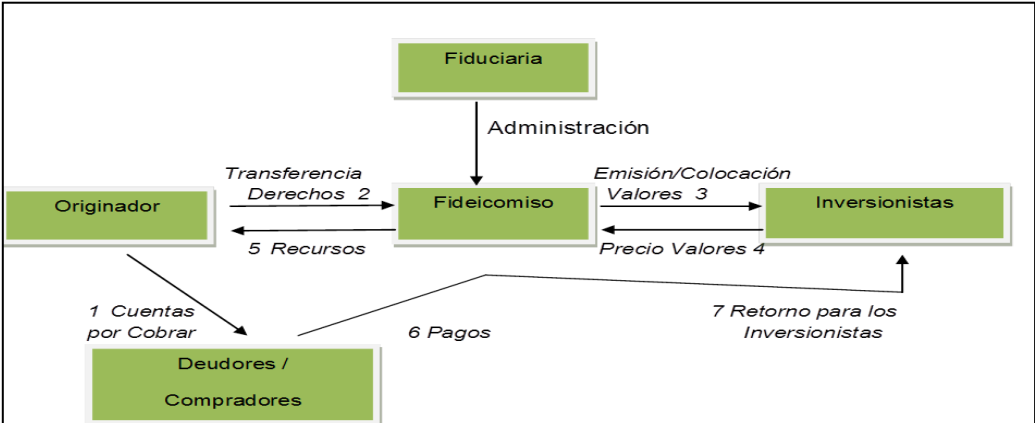 Fiduciaria
Administración
Transferencia
Derechos 2
Emisión/Colocación
Valores 3
Originador
Fideicomiso
Inversionistas
5 Recursos
Precio Valores 4
1 Cuentas
por Cobrar
6 Pagos
7 Retorno para los
Inversionistas
Deudores /
Compradores